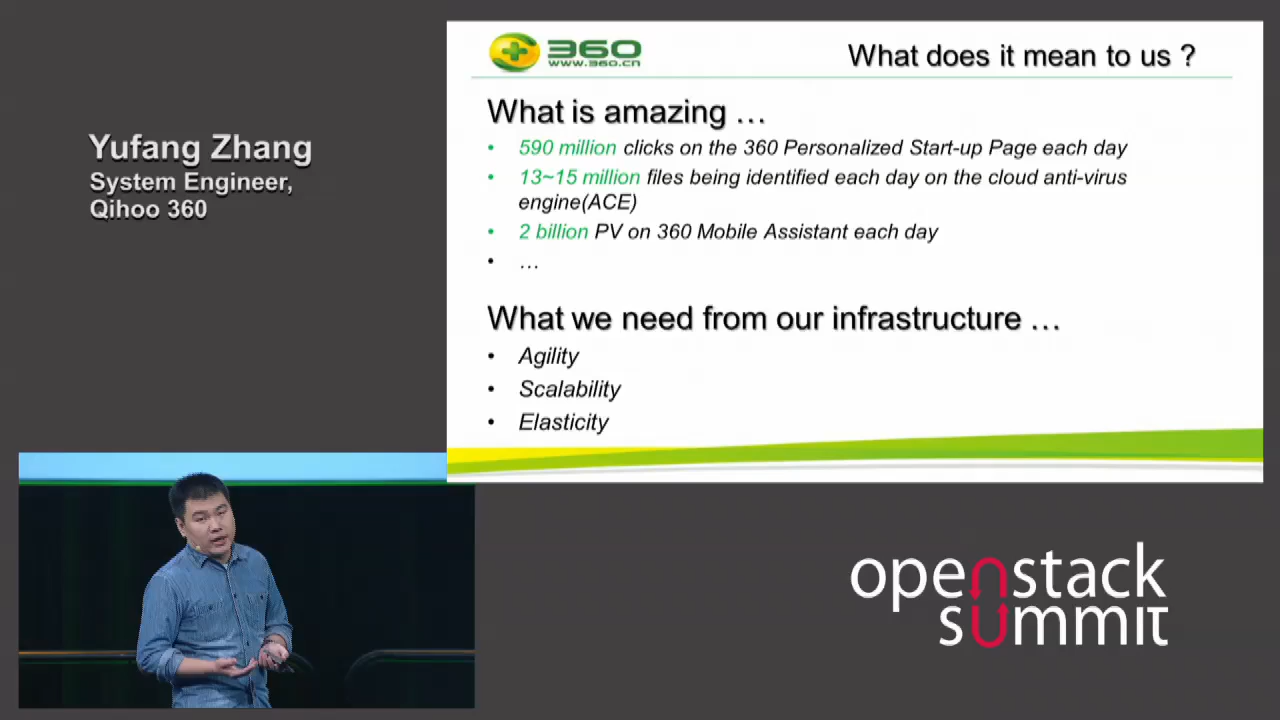 Yufang Zhang
System Engineer,
Qihoo 360
360
www.360.cn
What does it mean to us ?
What is amazing …
• 590 million clicks on the 360 Personalized Start-up Page each day
• 13~15 million files being identified each day on the cloud anti-virus
engine(ACE)
• 2 billion PV on 360 Mobile Assistant each day
• …
What we need from our infrastructure …
• Agility
• Scalability
• Elasticity
openstack
summit